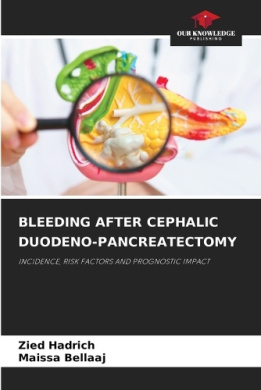 OUR KNOWLEDGE
PUBLISHING
BLEEDING AFTER CEPHALIC
DUODENO-PANCREATECTOMY
INCIDENCE, RISK FACTORS AND PROGNOSTIC IMPACT
Zied Hadrich
Maissa Bellaaj